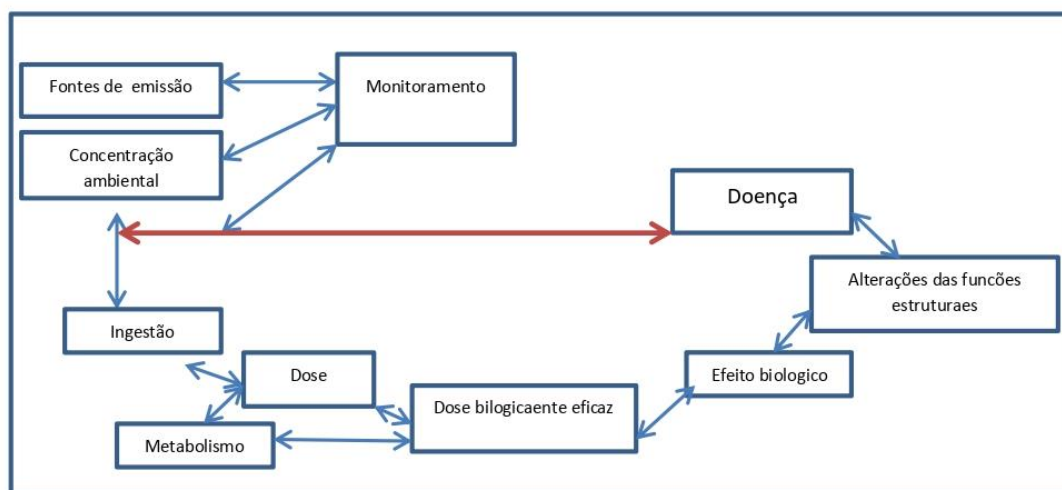 Fontes de emissão
Monitoramento
Concentração
ambiental
Doença
Alterações das funcões
estruturaes
Ingestão
Dose
Efeito biologico
Dose bilogicaente eficaz
Metabolismo